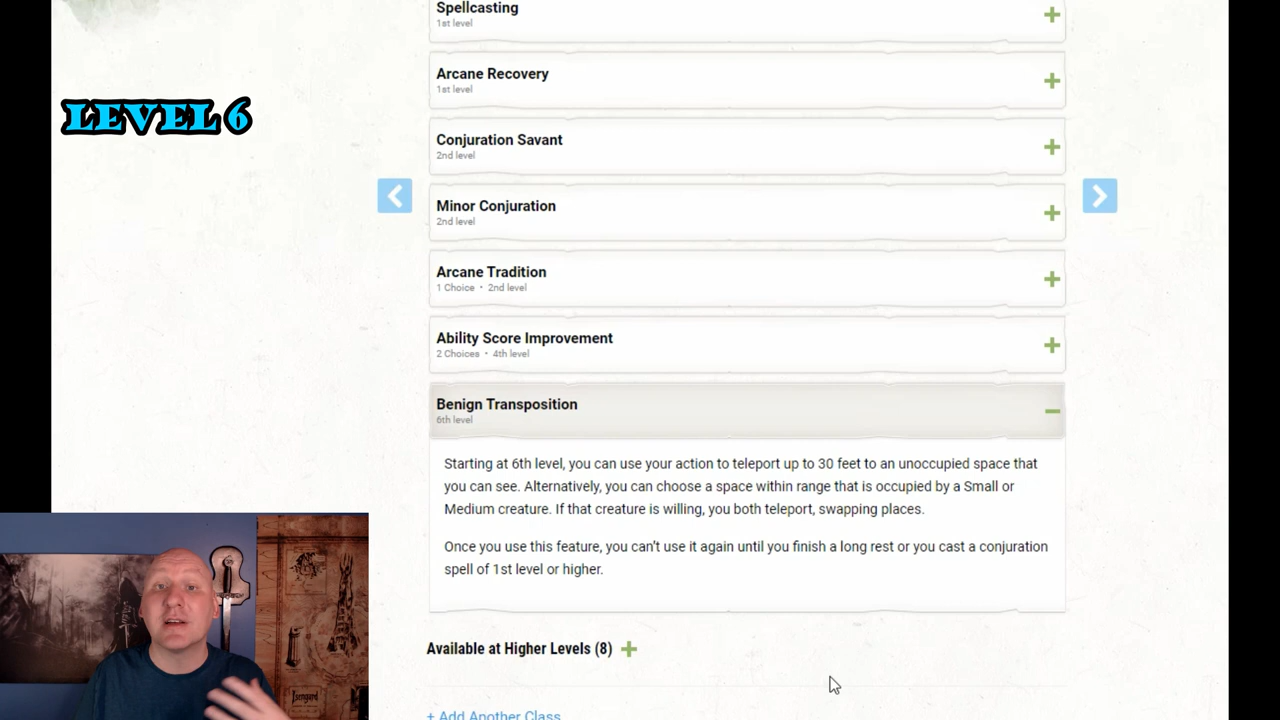 Spellcasting
1st level
LEVEL 6
Arcane Recovery
1st level
Conjuration Savant
2nd level
Minor Conjuration
2nd level
Arcane Tradition
1 Choice • 2nd level
Ability Score Improvement
2 Choices • 4th level
Benign Transposition
6th level
Starting at 6th level, you can use your action to teleport up to 30 feet to an unoccupied space that
you can see. Alternatively, you can choose a space within range that is occupied by a Small or
Medium creature. If that creature is willing, you both teleport, swapping places.
Once you use this feature, you can't use it again until you finish a long rest or you cast a conjuration
spell of 1st level or higher.
Available at Higher Levels (8)
+ Add Another Class
Isengard